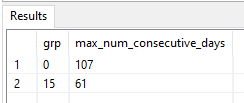 Results
grp max_num_consecutive_days
1 0 107
2 15 61